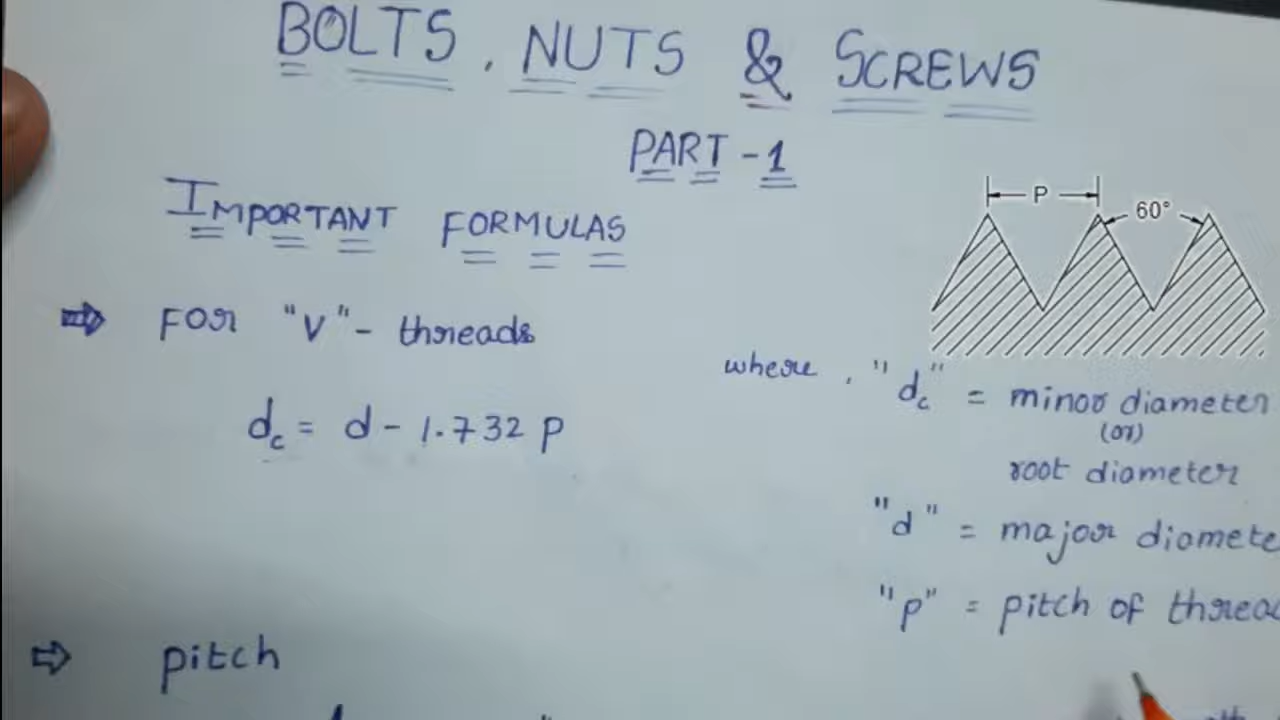 BOLTS, NUTS & SCREWS
PART-1
IMPORTANT FORMULAS
P
60°
⇒ FOR "V"- threads
where, "dc" = minor diameter
(or)
root diameter
dc = d - 1.732 p
"d" = major diamete
"p" = pitch of threa
⇒ pitch